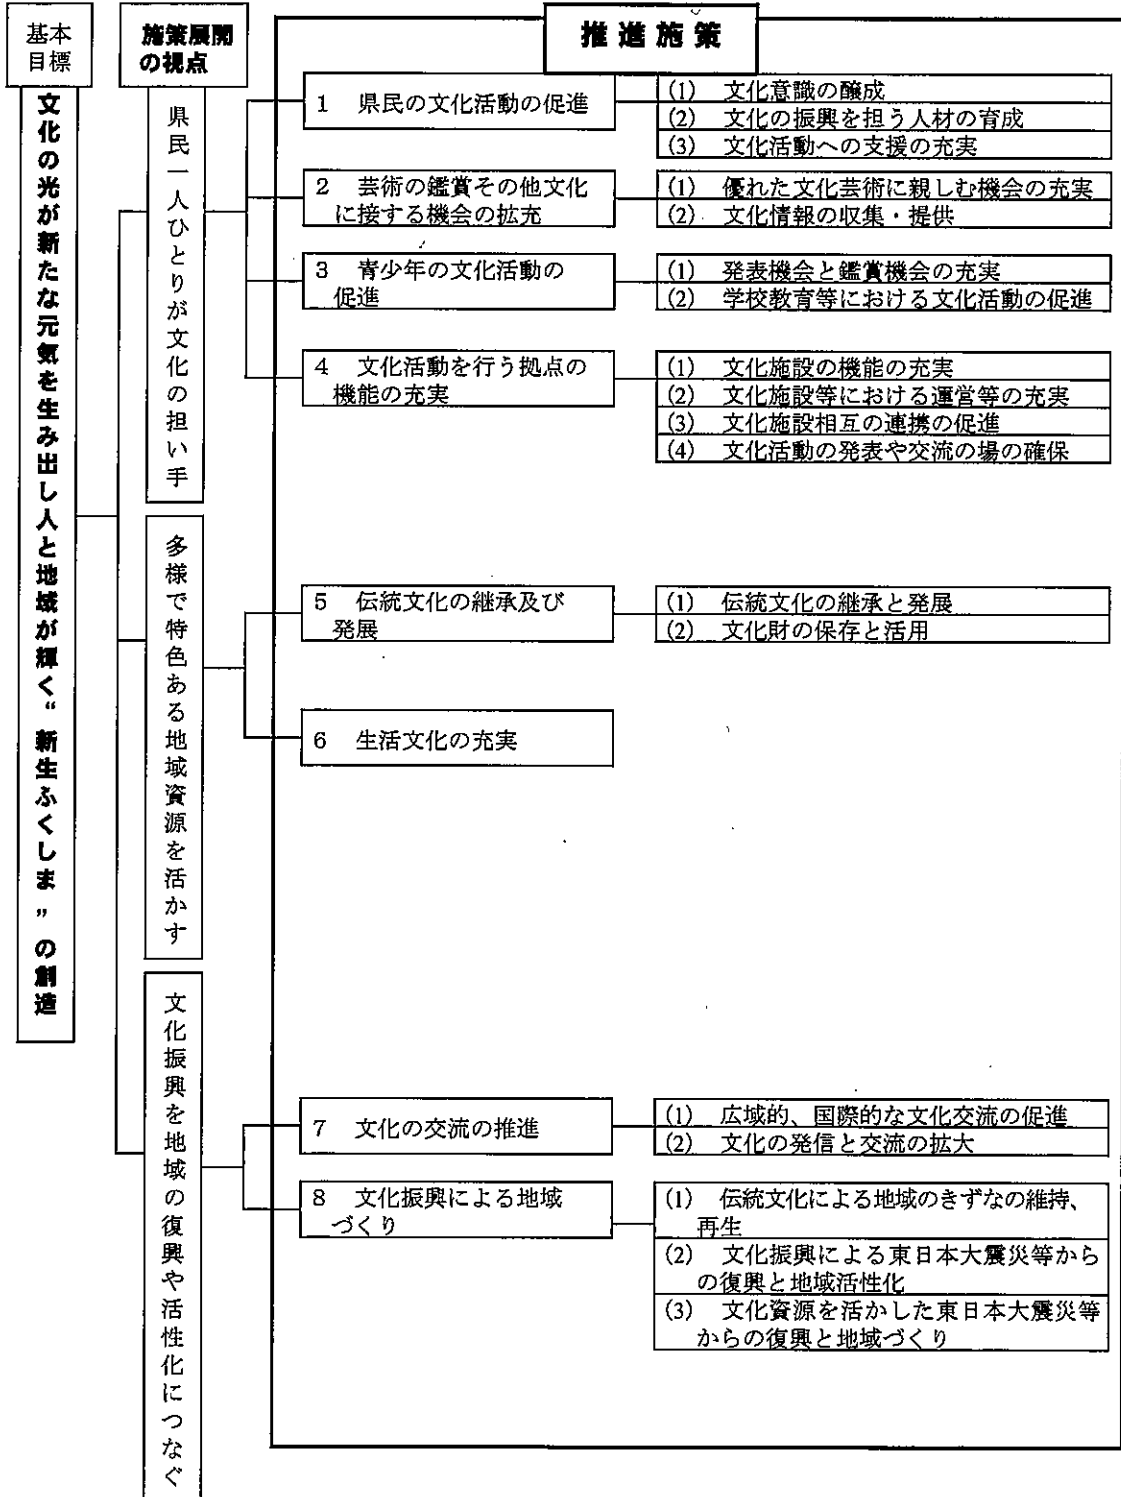 基本
目標
施策展開
の視点
推進施策
文化の光が新たな元気を生み出し人と地域が輝く“新生ふくしま”の創造
県民一人ひとりが文化の担い手
1 県民の文化活動の促進
(1) 文化意識の醸成
(2) 文化の振興を担う人材の育成
(3) 文化活動への支援の充実
2 芸術の鑑賞その他文化
に接する機会の拡充
(1) 優れた文化芸術に親しむ機会の充実
(2) 文化情報の収集・提供
3 青少年の文化活動の
促進
(1) 発表機会と鑑賞機会の充実
(2) 学校教育等における文化活動の促進
4 文化活動を行う拠点の
機能の充実
(1) 文化施設の機能の充実
(2) 文化施設等における運営等の充実
(3) 文化施設相互の連携の促進
(4) 文化活動の発表や交流の場の確保
多様で特色ある地域資源を活かす
5 伝統文化の継承及び
発展
(1) 伝統文化の継承と発展
(2) 文化財の保存と活用
6 生活文化の充実
文化振興を地域の復興や活性化につなぐ
7 文化の交流の推進
(1) 広域的、国際的な文化交流の促進
(2) 文化の発信と交流の拡大
8 文化振興による地域
づくり
(1) 伝統文化による地域のきずなの維持、
再生
(2) 文化振興による東日本大震災等から
の復興と地域活性化
(3) 文化資源を活かした東日本大震災等
からの復興と地域づくり